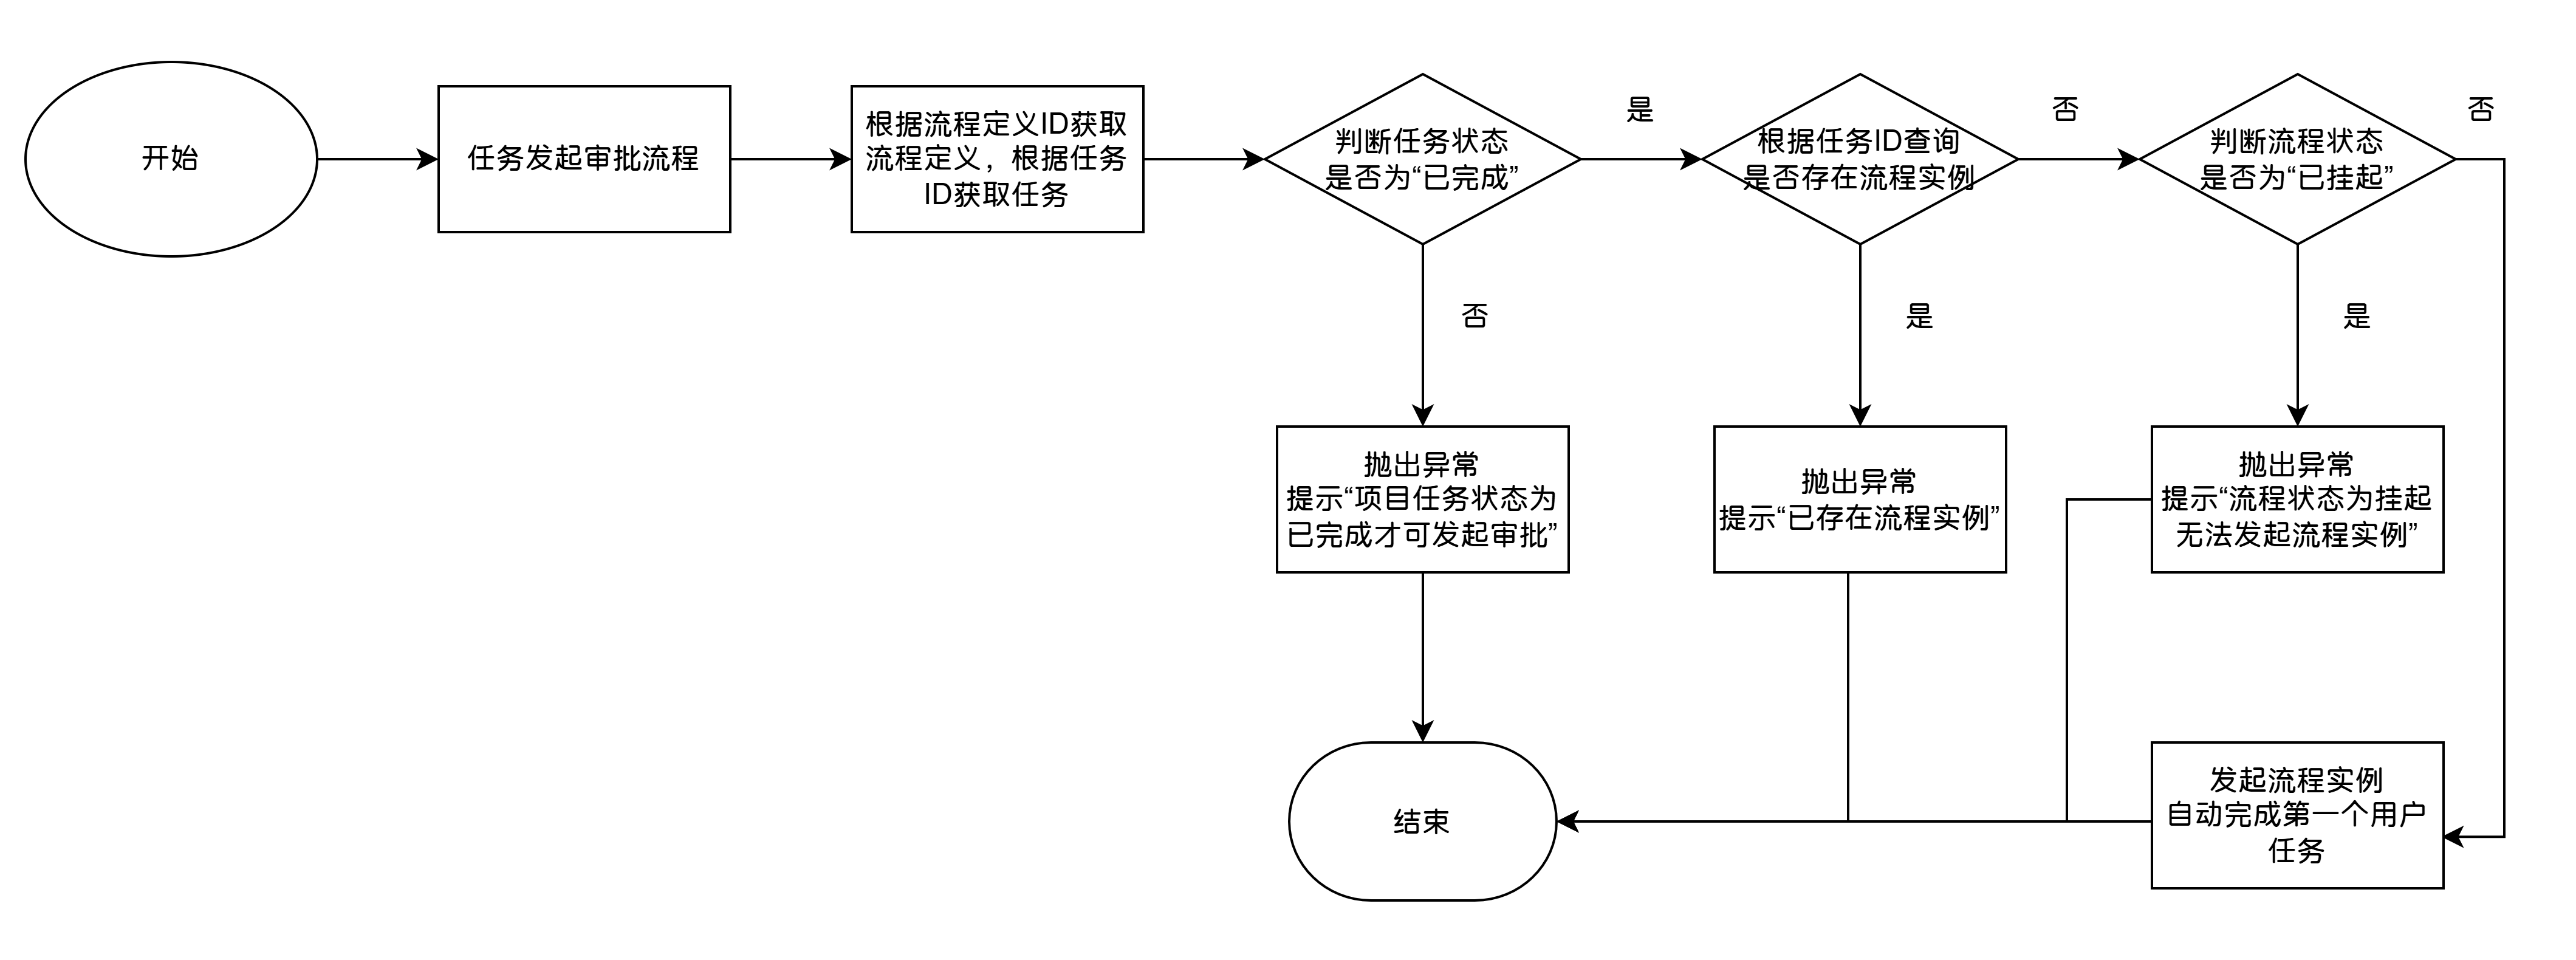 开始
任务发起审批流程
根据流程定义ID获取
流程定义，根据任务
ID获取任务
判断任务状态
是否为“已完成”
是
根据任务ID查询
是否存在流程实例
否
判断流程状态
是否为“已挂起”
否
否
是
是
抛出异常
提示“项目任务状态为
已完成才可发起审批”
抛出异常
提示“已存在流程实例”
抛出异常
提示“流程状态为挂起
无法发起流程实例”
结束
发起流程实例
自动完成第一个用户
任务